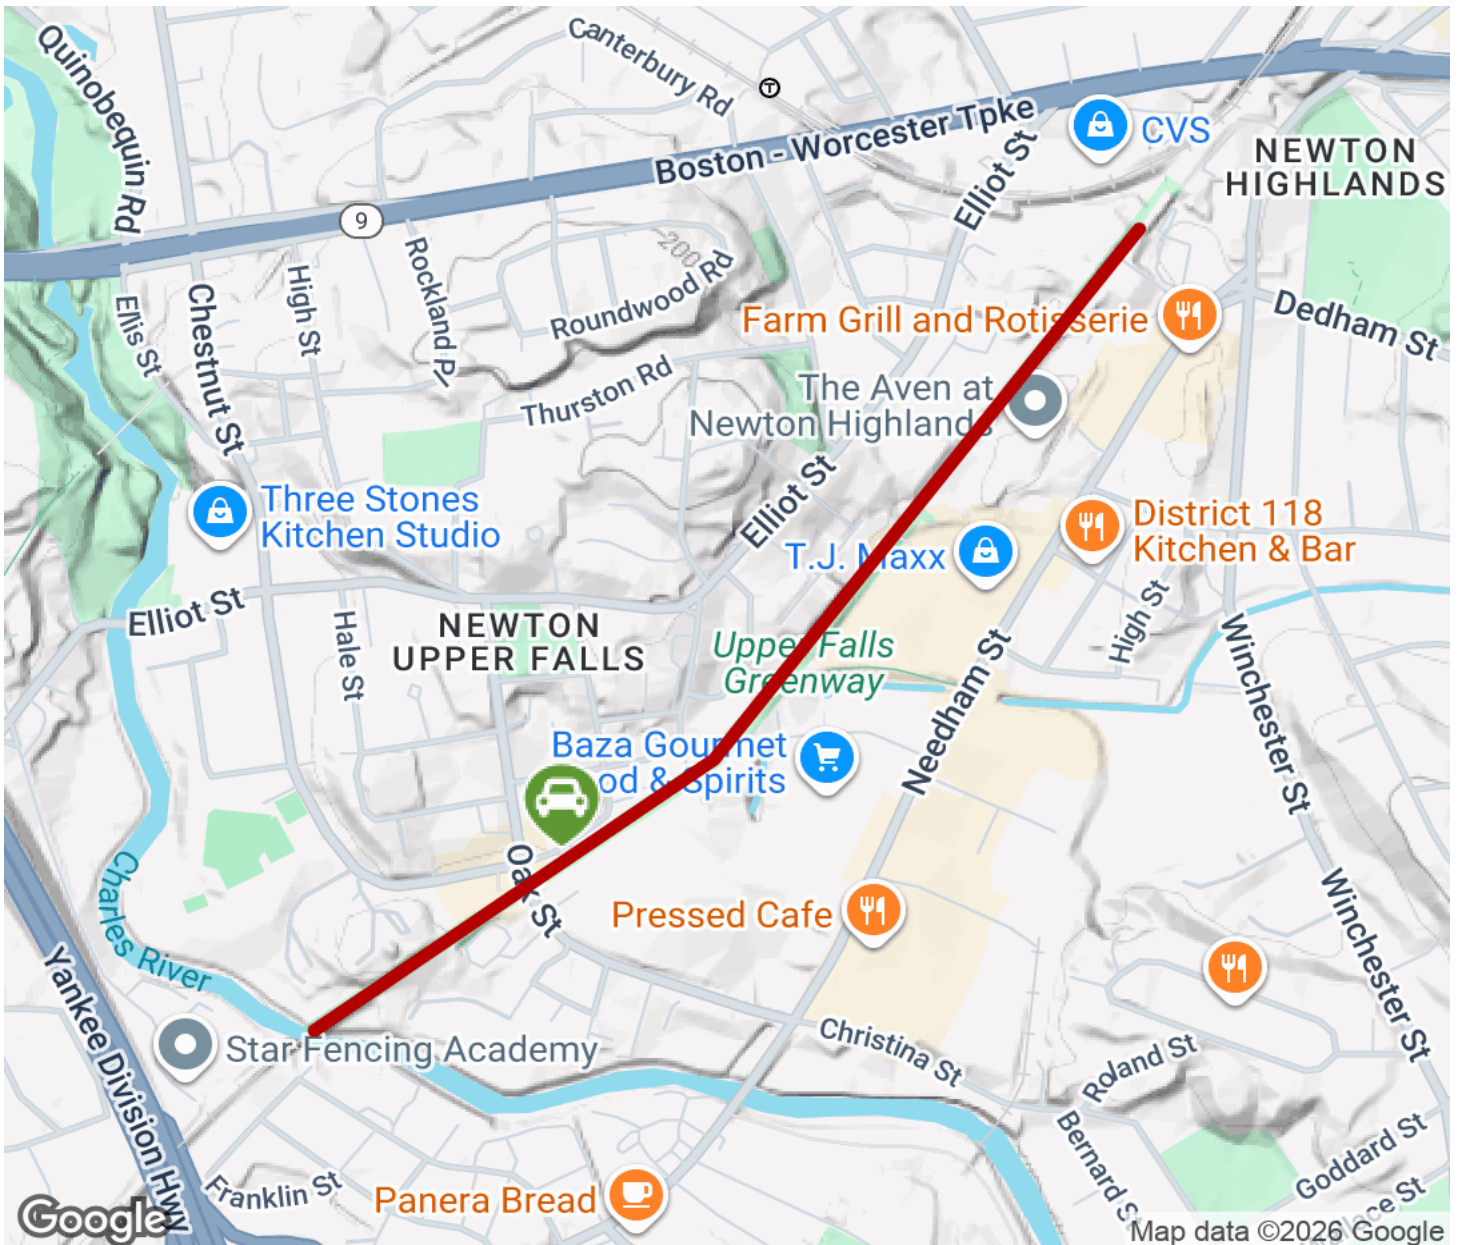 Canterbury Rd
Quinobequin Rd
Boston - Worcester Tpke
Elliot St
CVS
NEWTON
HIGHLANDS
9
Rockland Pl
200
Roundwood Rd
Ellis St
Chestnut St
High St
Farm Grill and Rotisserie
Dedham St
Thurston Rd
The Aven at
Newton Highlands
Elliot St
Three Stones
Kitchen Studio
District 118
Kitchen & Bar
T.J. Maxx
Elliot St
Hale St
NEWTON
UPPER FALLS
Upper Falls
Greenway
High St
Needham St
Winchester St
Baza Gourmet
Food & Spirits
Oak St
Pressed Cafe
Charles River
Winchester St
Yankee Division Hwy
Star Fencing Academy
Christina St
Roland St
Bernard St
Goddard St
Franklin St
Panera Bread
Google
Map data ©2026 Google